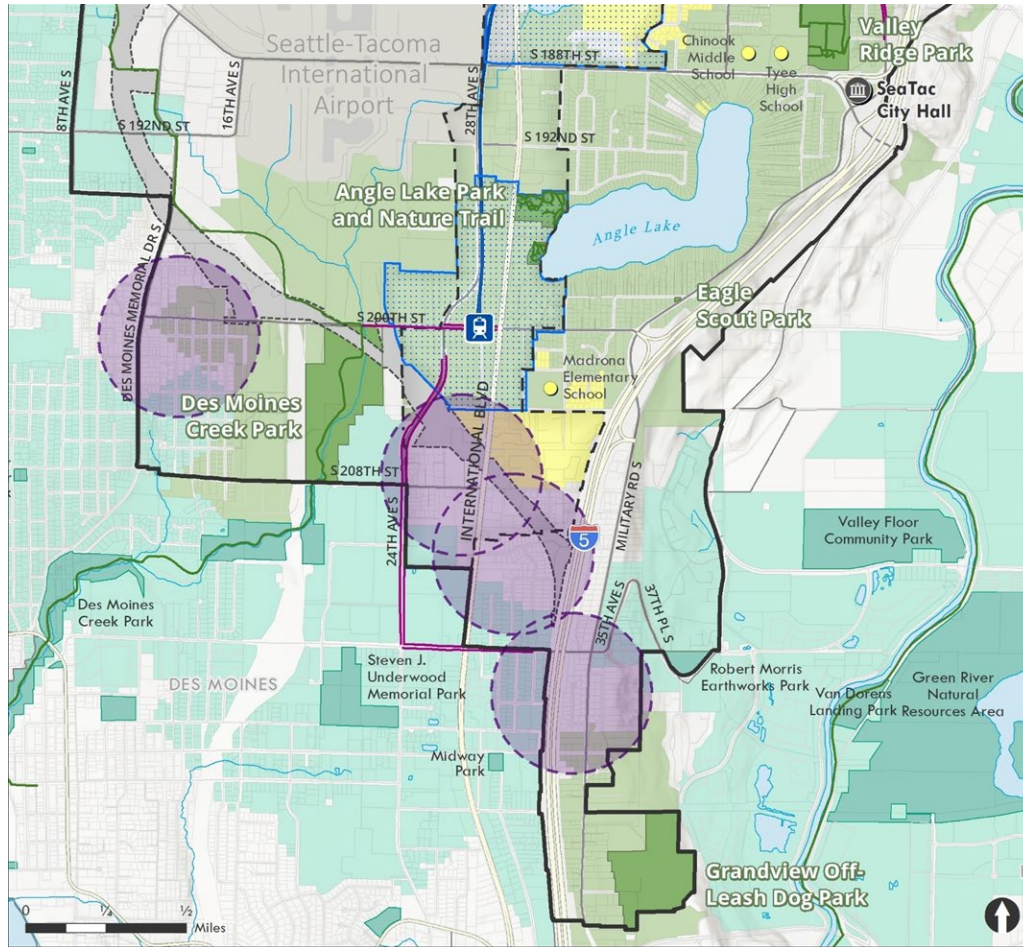 Valley
Ridge Park
Seattle-Tacoma
International
Airport
Chinook
Middle
School
S 188TH ST
Tyee
High
School
SeaTac
City Hall
8TH AVE S
16TH AVE S
28TH AVE S
S 192ND ST
S 192ND ST
Angle Lake Park
and Nature Trail
Angle Lake
DES MOINES MEMORIAL DR S
Eagle
Scout Park
S 200TH ST
Madrona
Elementary
School
Des Moines
Creek Park
INTERNATIONAL BLVD
S 208TH ST
MILITARY RD S
24TH AVE S
5
Valley Floor
Community Park
35TH AVE S
37TH PL S
Des Moines
Creek Park
Steven J.
Underwood
Memorial Park
DES MOINES
Robert Morris
Earthworks Park
Van Dorens
Landing Park
Green River
Natural
Resources Area
Midway
Park
Grandview Off-
Leash Dog Park
0 ¼ ½
Miles